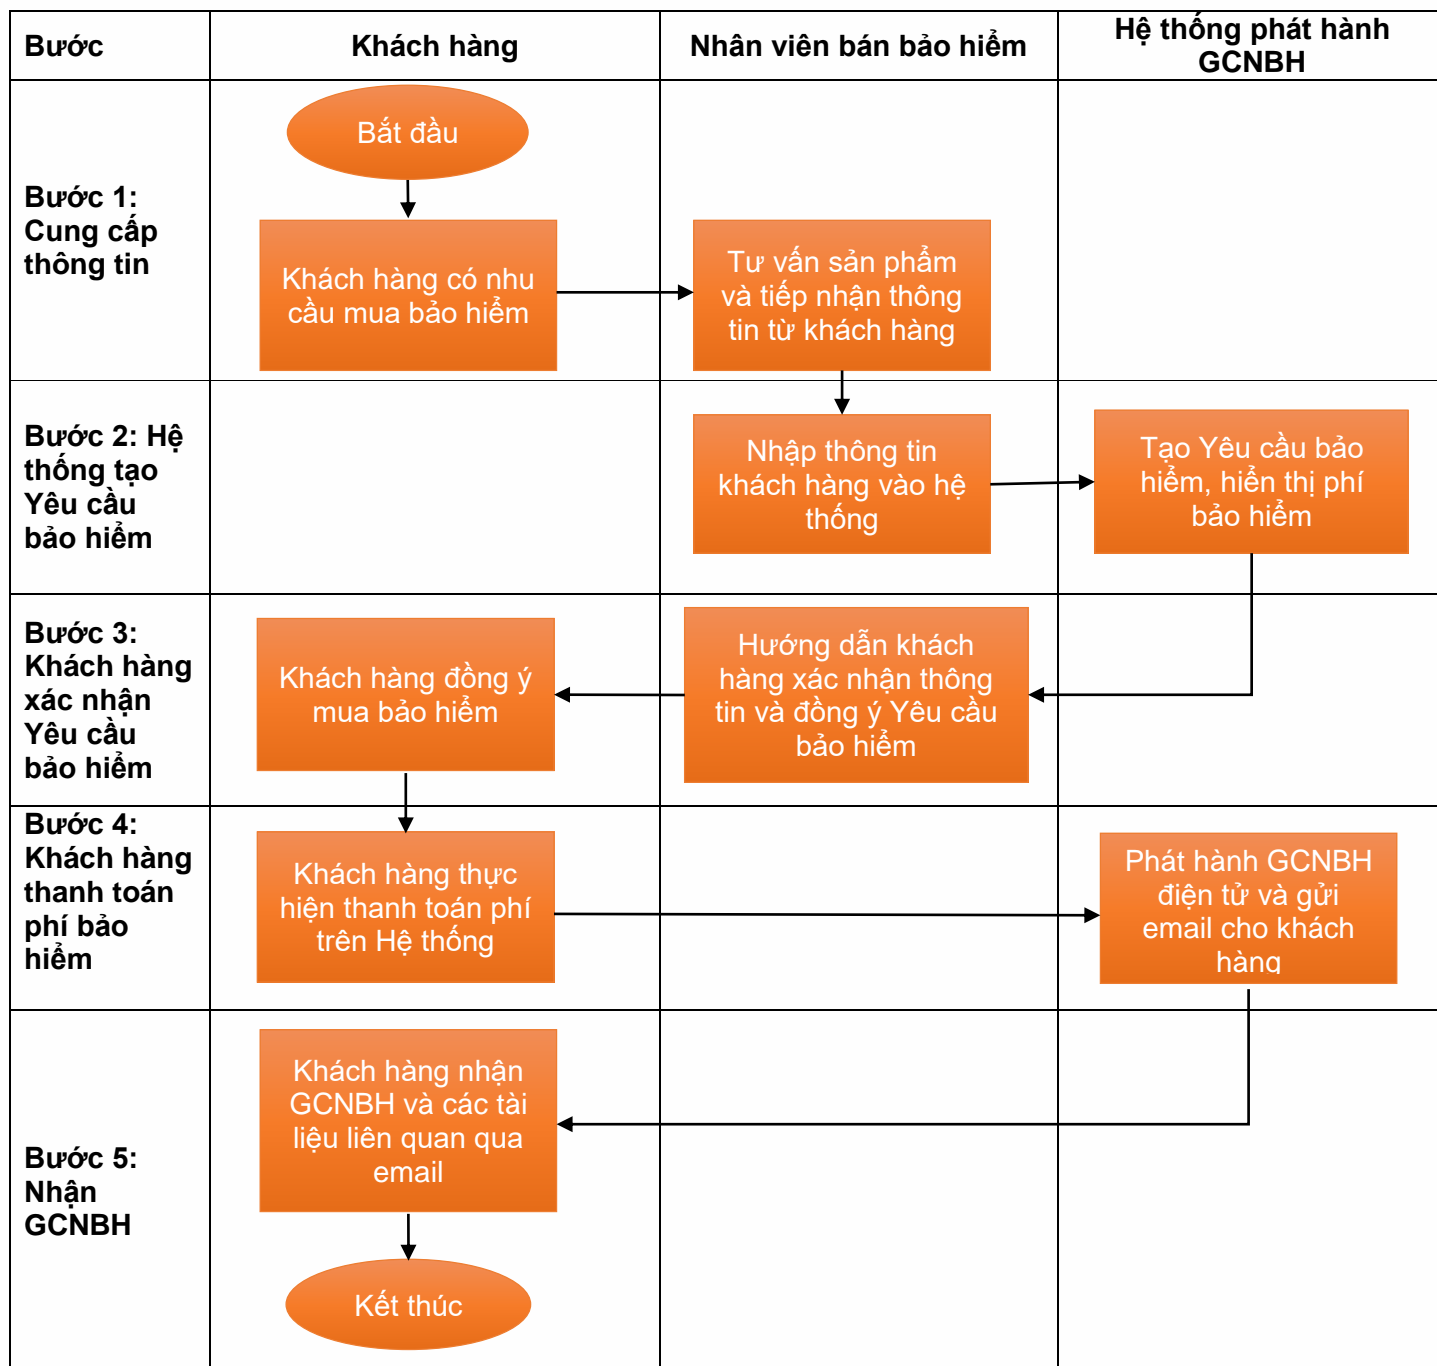 Bước
Khách hàng
Nhân viên bán bảo hiểm
Hệ thống phát hành
GCNBH
Bước 1:
Cung cấp
thông tin
Bắt đầu
Khách hàng có nhu
cầu mua bảo hiểm
Tư vấn sản phẩm
và tiếp nhận thông
tin từ khách hàng
Bước 2: Hệ
thống tạo
Yêu cầu
bảo hiểm
Nhập thông tin
khách hàng vào hệ
thống
Tạo Yêu cầu bảo
hiểm, hiển thị phí
bảo hiểm
Bước 3:
Khách hàng
xác nhận
Yêu cầu
bảo hiểm
Khách hàng đồng ý
mua bảo hiểm
Hướng dẫn khách
hàng xác nhận thông
tin và đồng ý Yêu cầu
bảo hiểm
Bước 4:
Khách hàng
thanh toán
phí bảo
hiểm
Khách hàng thực
hiện thanh toán phí
trên Hệ thống
Phát hành GCNBH
điện tử và gửi
email cho khách
hàng
Bước 5:
Nhận
GCNBH
Khách hàng nhận
GCNBH và các tài
liệu liên quan qua
email
Kết thúc